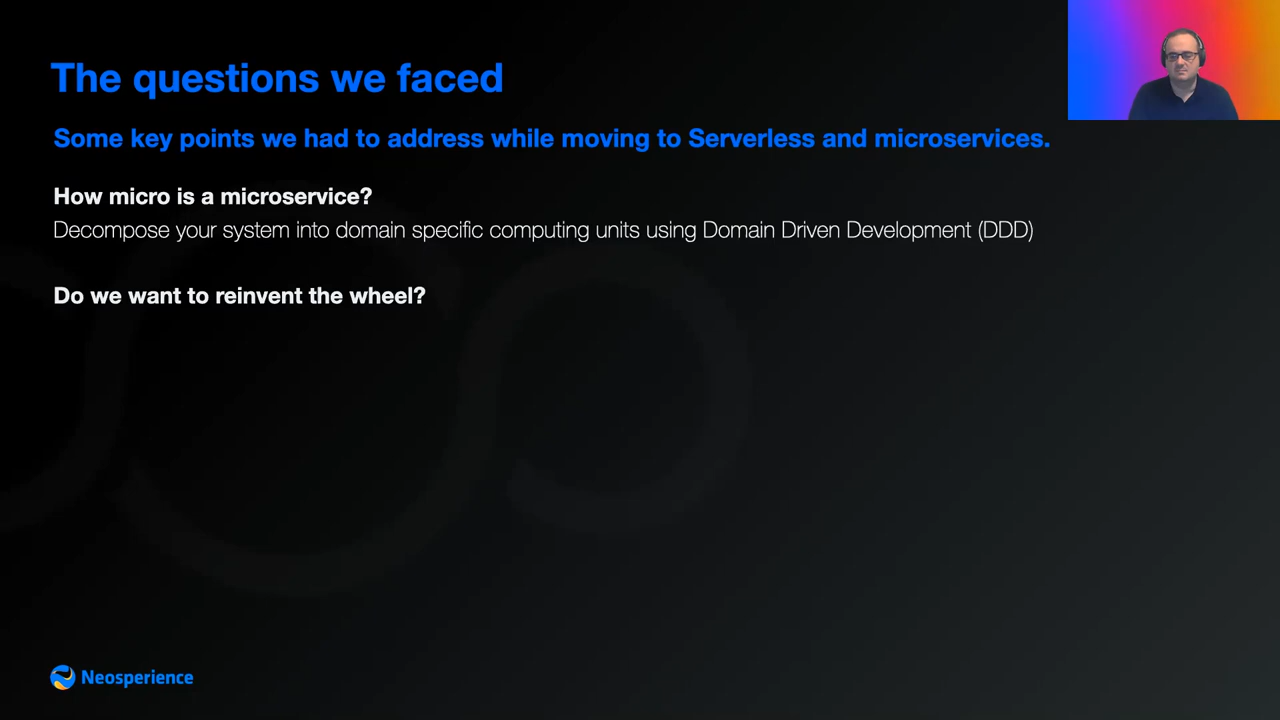 The questions we faced
Some key points we had to address while moving to Serverless and microservices.
How micro is a microservice?
Decompose your system into domain specific computing units using Domain Driven Development (DDD)
Do we want to reinvent the wheel?
Neosperience